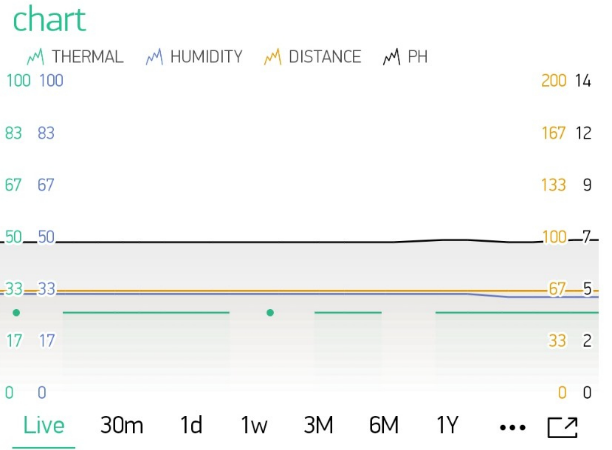 chart
THERMAL HUMIDITY DISTANCE PH
100 100 200 14
83 83 167 12
67 67 133 9
50 50 100 7
33 33 67 5
17 17 33 2
0 0 0 0
Live 30m 1d 1w 3M 6M 1Y